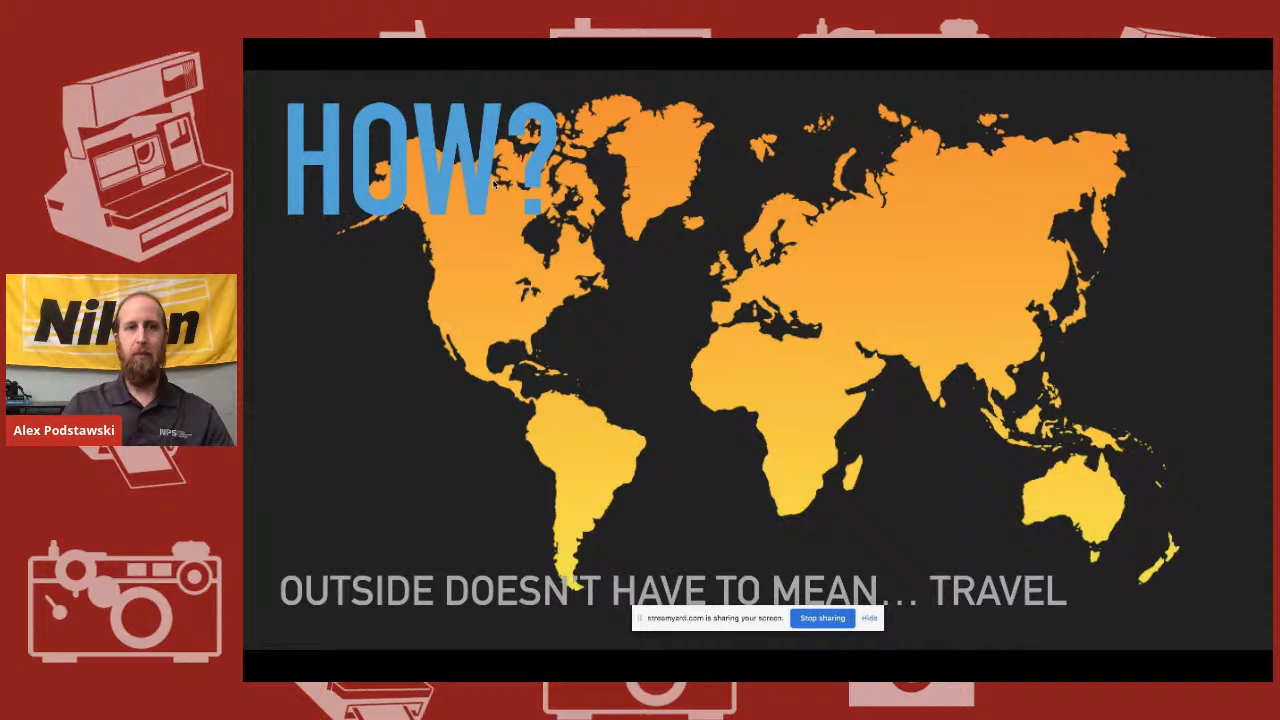 HOW?
Nikon
NPS
Alex Podstawski
OUTSIDE DOESN'T HAVE TO MEAN... TRAVEL
streamyard.com is sharing your screen.
Stop sharing
Hide